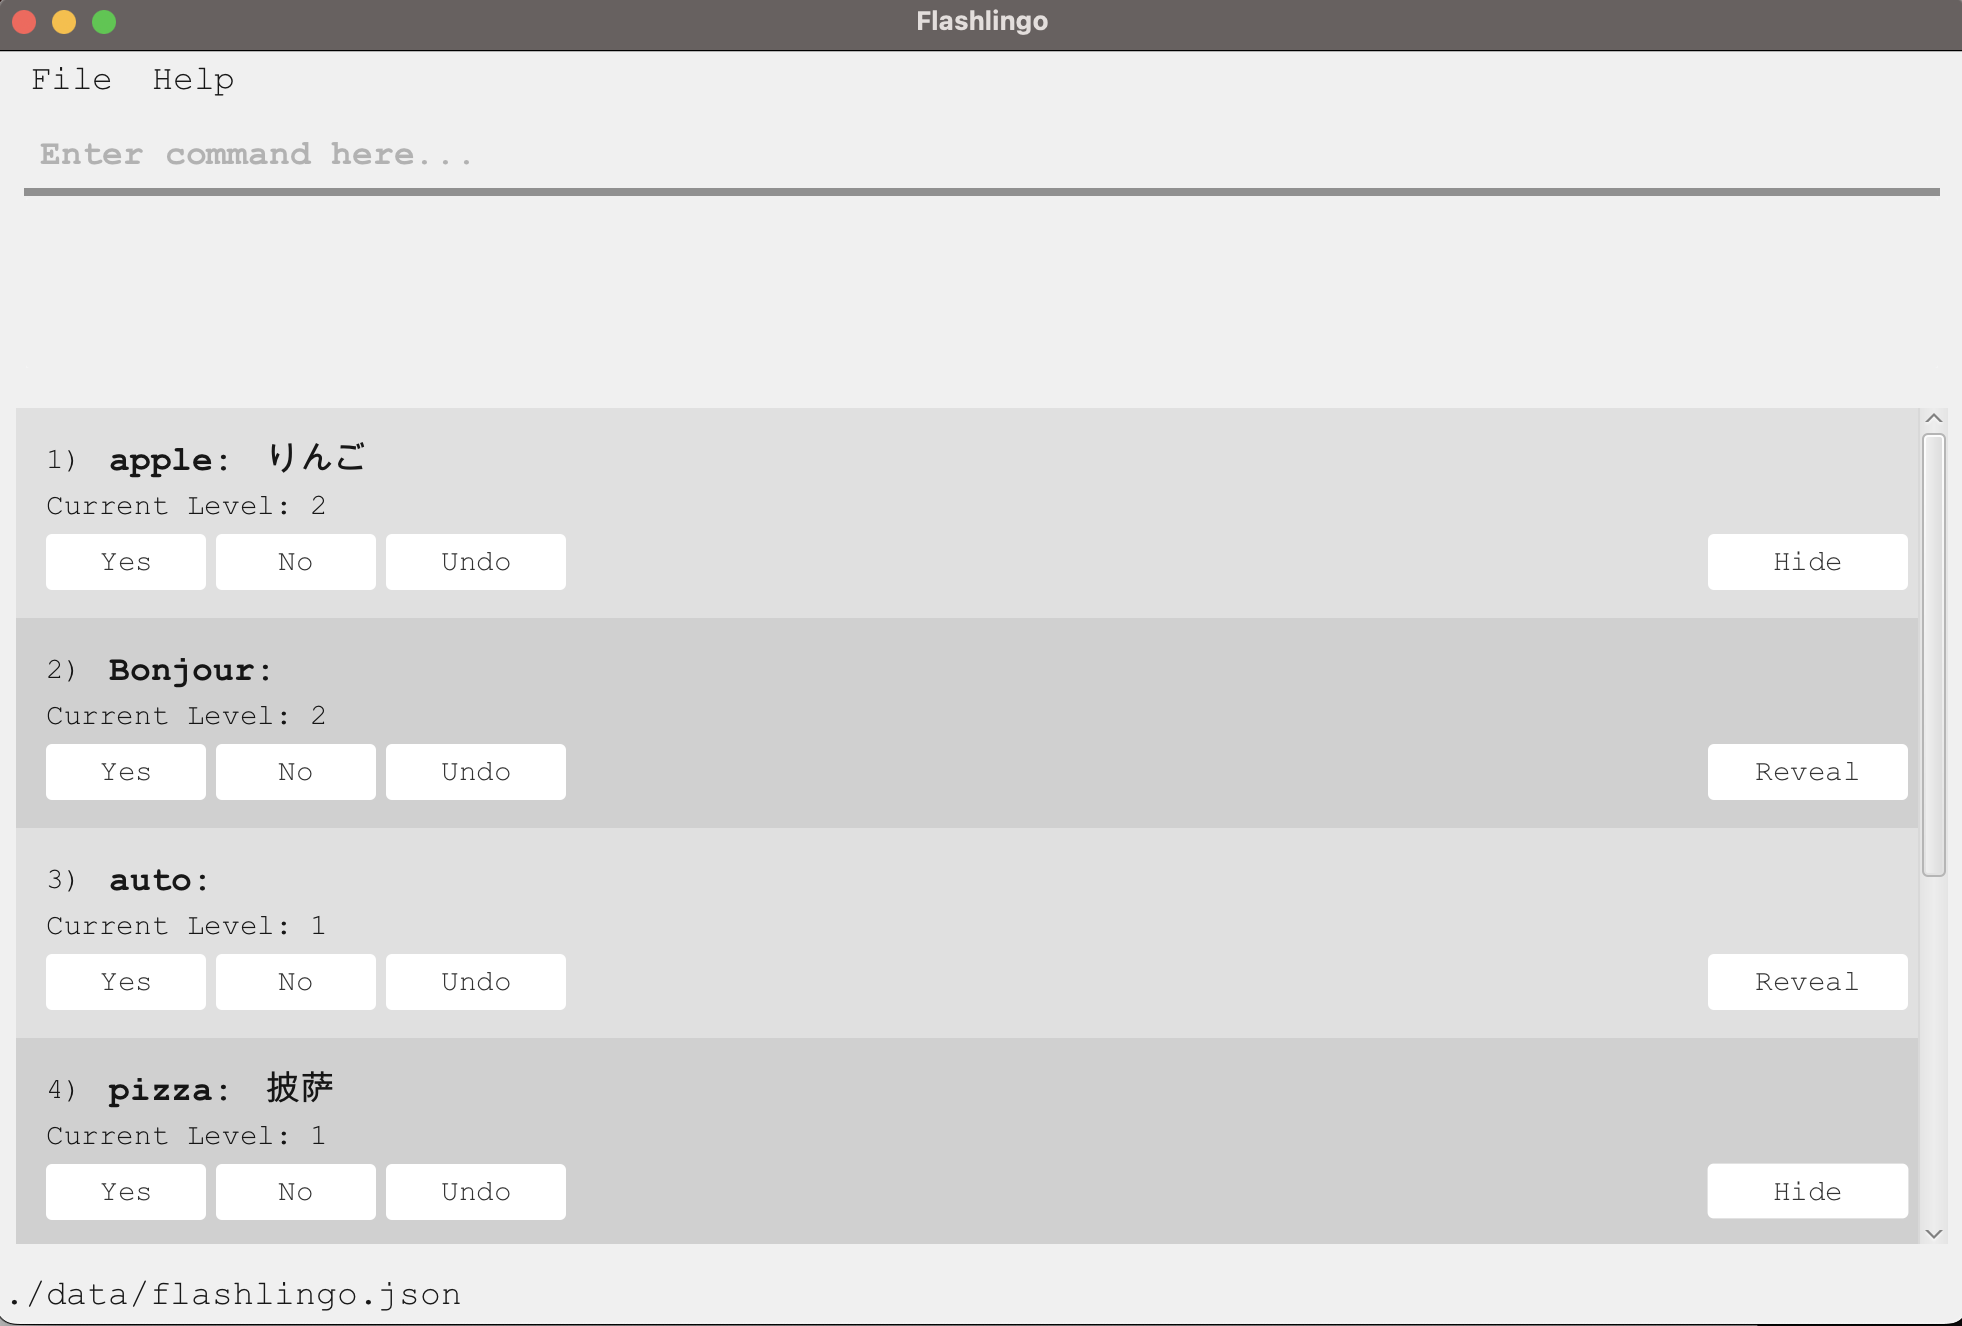 Flashlingo
File Help
Enter command here...
1) apple: りんご
Current Level: 2
Yes No Undo Hide
2) Bonjour:
Current Level: 2
Yes No Undo Reveal
3) auto:
Current Level: 1
Yes No Undo Reveal
4) pizza: 披萨
Current Level: 1
Yes No Undo Hide
./data/flashlingo.json